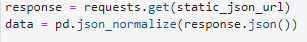 response = requests.get(static_json_url)
data = pd.json_normalize(response.json())